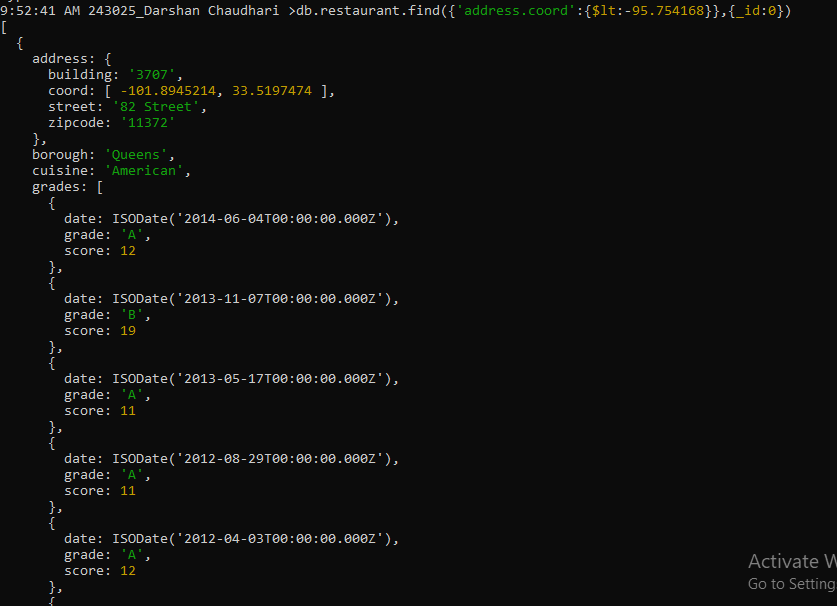 9:52:41 AM 243025_Darshan Chaudhari >db.restaurant.find({'address.coord':{$lt:-95.754168}},{_id:0})
[
  {
    address: {
      building: '3707',
      coord: [ -101.8945214, 33.5197474 ],
      street: '82 Street',
      zipcode: '11372'
    },
    borough: 'Queens',
    cuisine: 'American',
    grades: [
      {
        date: ISODate('2014-06-04T00:00:00.000Z'),
        grade: 'A',
        score: 12
      },
      {
        date: ISODate('2013-11-07T00:00:00.000Z'),
        grade: 'B',
        score: 19
      },
      {
        date: ISODate('2013-05-17T00:00:00.000Z'),
        grade: 'A',
        score: 11
      },
      {
        date: ISODate('2012-08-29T00:00:00.000Z'),
        grade: 'A',
        score: 11
      },
      {
        date: ISODate('2012-04-03T00:00:00.000Z'),
        grade: 'A',
        score: 12
      },
      {
Activate W
Go to Setting